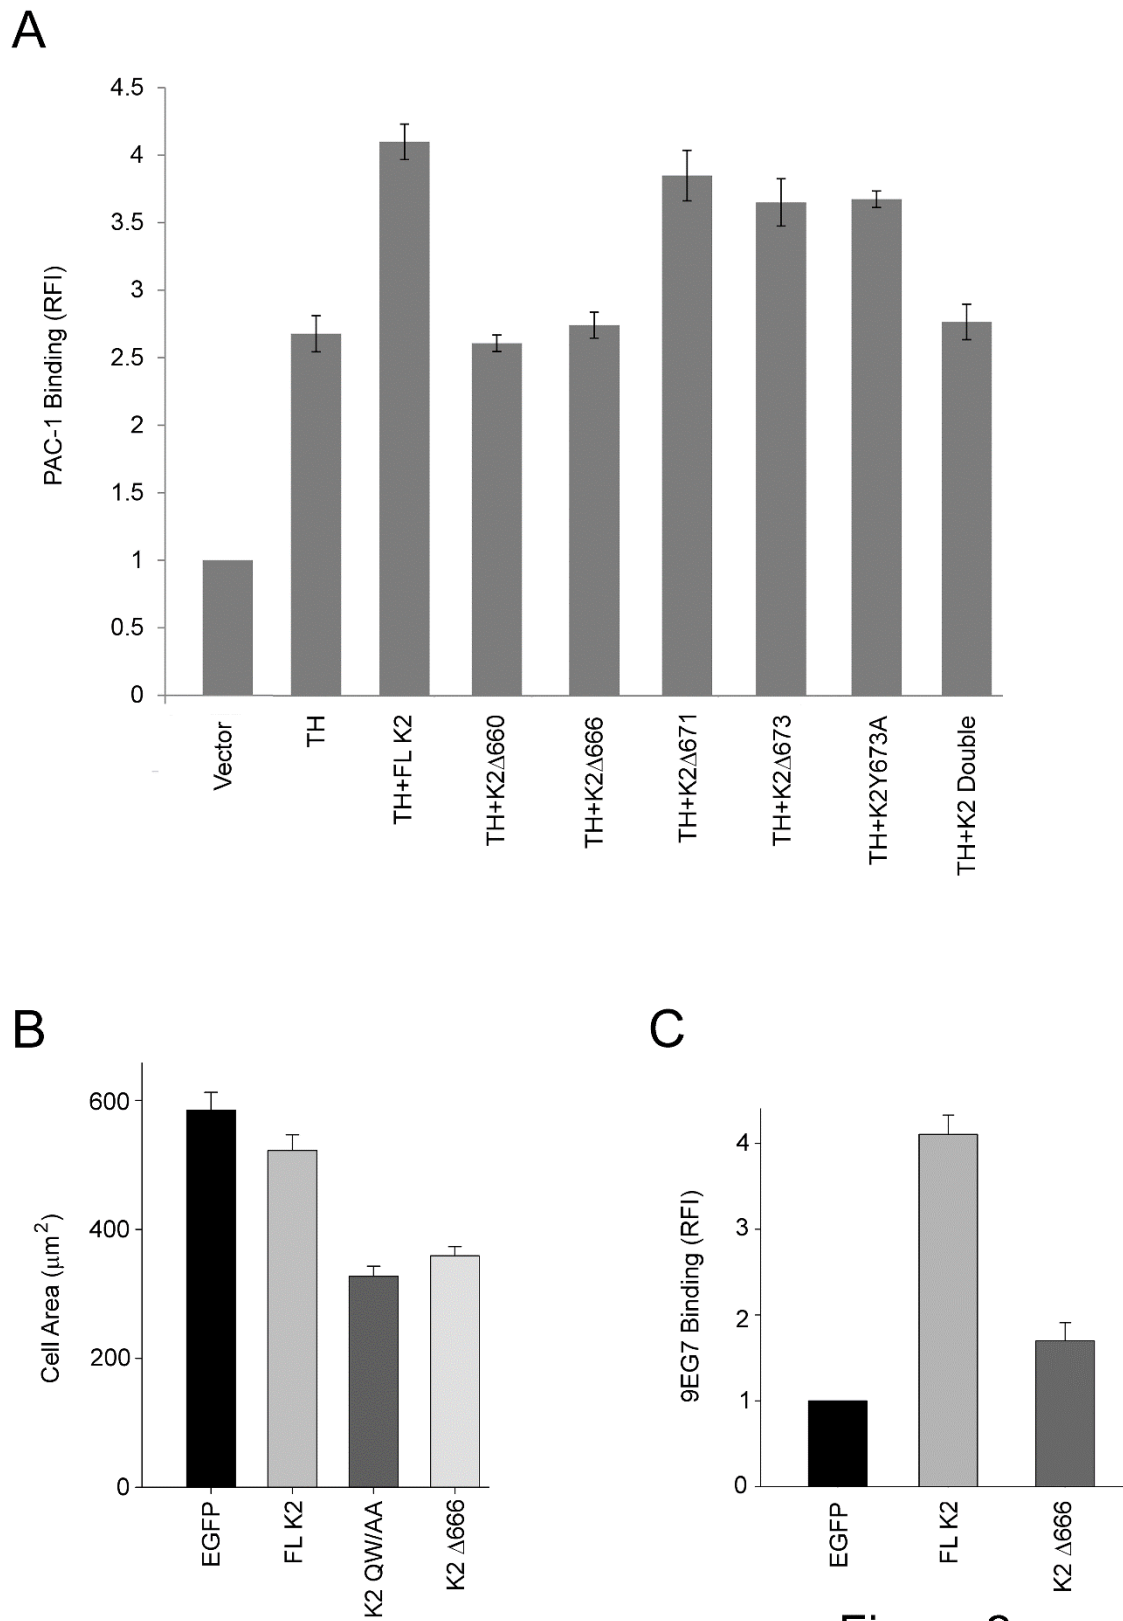 A
4.5
4
3.5
3
2.5
2
1.5
1
0.5
0
PAC-1 Binding (RFI)
Vector
TH
TH+FL K2
TH+K2Δ660
TH+K2Δ666
TH+K2Δ671
TH+K2Δ673
TH+K2Y673A
TH+K2 Double
B
600
400
200
0
Cell Area (μm²)
EGFP
FL K2
K2 QW/AA
K2 Δ666
C
4
3
2
1
0
9EG7 Binding (RFI)
EGFP
FL K2
K2 Δ666